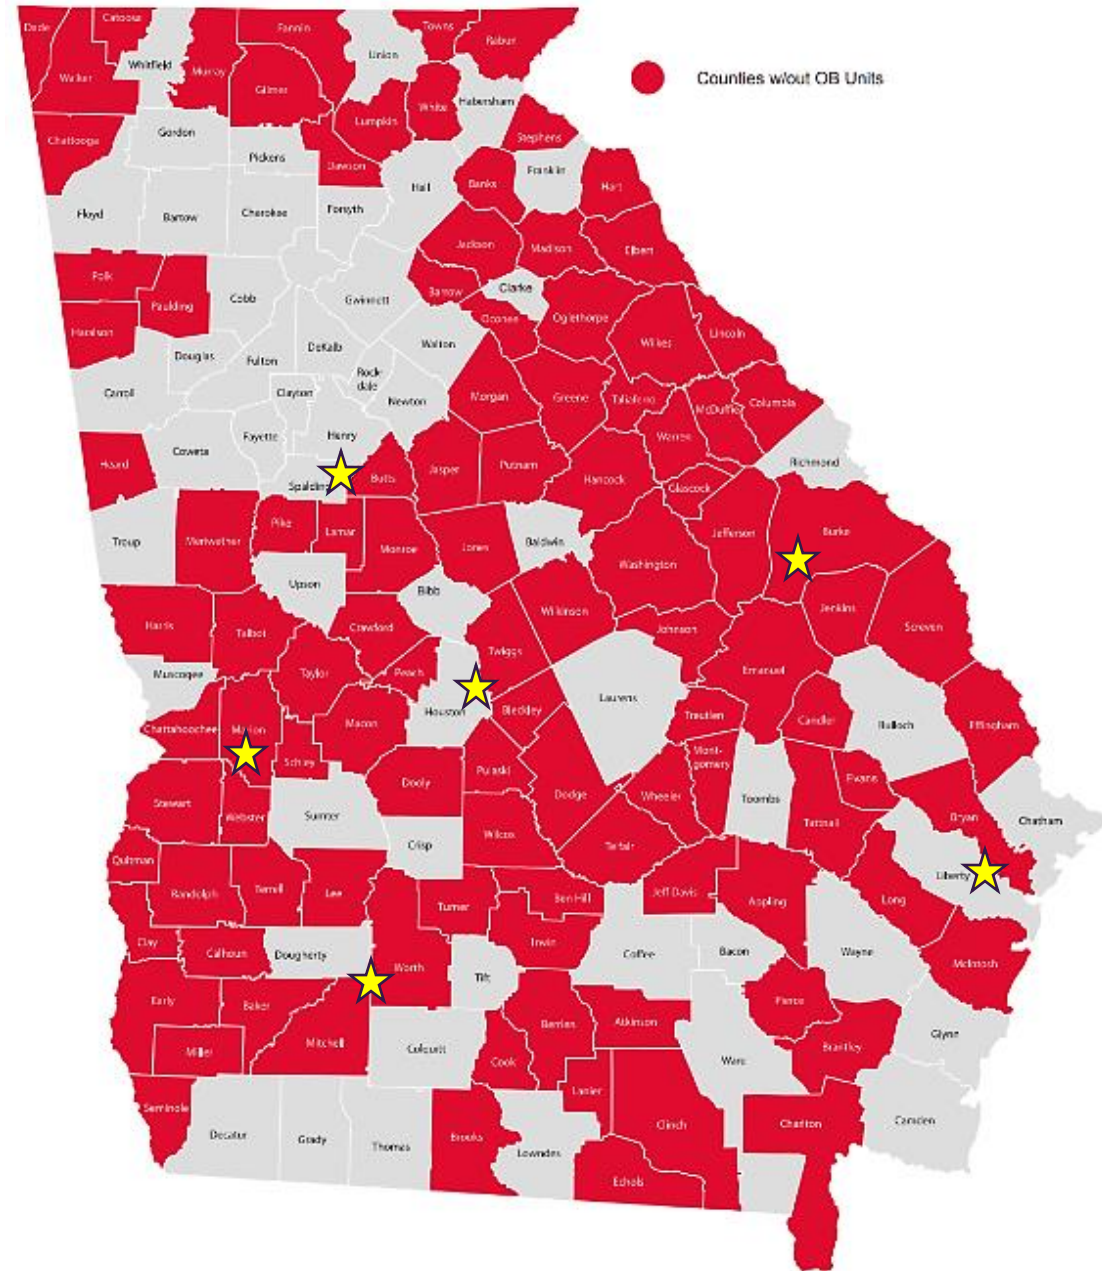 Counties w/out OB Units
Dade
Catoosa
Fannin
Towns
Rabun
Union
Whitfield
Walker
Murray
Gilmer
White
Habersham
Lumpkin
Chattooga
Gordon
Stephens
Pickens
Dawson
Franklin
Hall
Banks
Hart
Floyd
Bartow
Cherokee
Forsyth
Jackson
Madison
Elbert
Polk
Cobb
Gwinnett
Barrow
Clarke
Paulding
Oconee
Oglethorpe
Haralson
Lincoln
Walton
Wilkes
DeKalb
Douglas
Fulton
Rock-
dale
Carroll
Clayton
Newton
Morgan
Greene
Taliaferro
McDuffie
Columbia
Fayette
Henry
Warren
Coweta
Heard
Jasper
Putnam
Richmond
Butts
Hancock
Spalding
Glascock
Pike
Lamar
Burke
Jefferson
Troup
Meriwether
Monroe
Jones
Baldwin
Washington
Upson
Bibb
Wilkinson
Jenkins
Harris
Talbot
Crawford
Johnson
Screven
Twiggs
Muscogee
Taylor
Peach
Emanuel
Laurens
Houston
Bleckley
Treutlen
Candler
Bulloch
Effingham
Chattahoochee
Marion
Macon
Schley
Mont-
gomery
Pulaski
Dooly
Evans
Stewart
Webster
Sumter
Dodge
Wheeler
Toombs
Tattnall
Bryan
Chatham
Wilcox
Crisp
Telfair
Quitman
Randolph
Terrell
Lee
Liberty
Turner
Ben Hill
Jeff Davis
Appling
Long
Clay
Calhoun
Dougherty
Irwin
Coffee
Bacon
Wayne
McIntosh
Worth
Tift
Early
Baker
Pierce
Berrien
Atkinson
Glynn
Miller
Mitchell
Colquitt
Cook
Ware
Brantley
Lanier
Seminole
Decatur
Grady
Thomas
Brooks
Lowndes
Clinch
Charlton
Camden
Echols